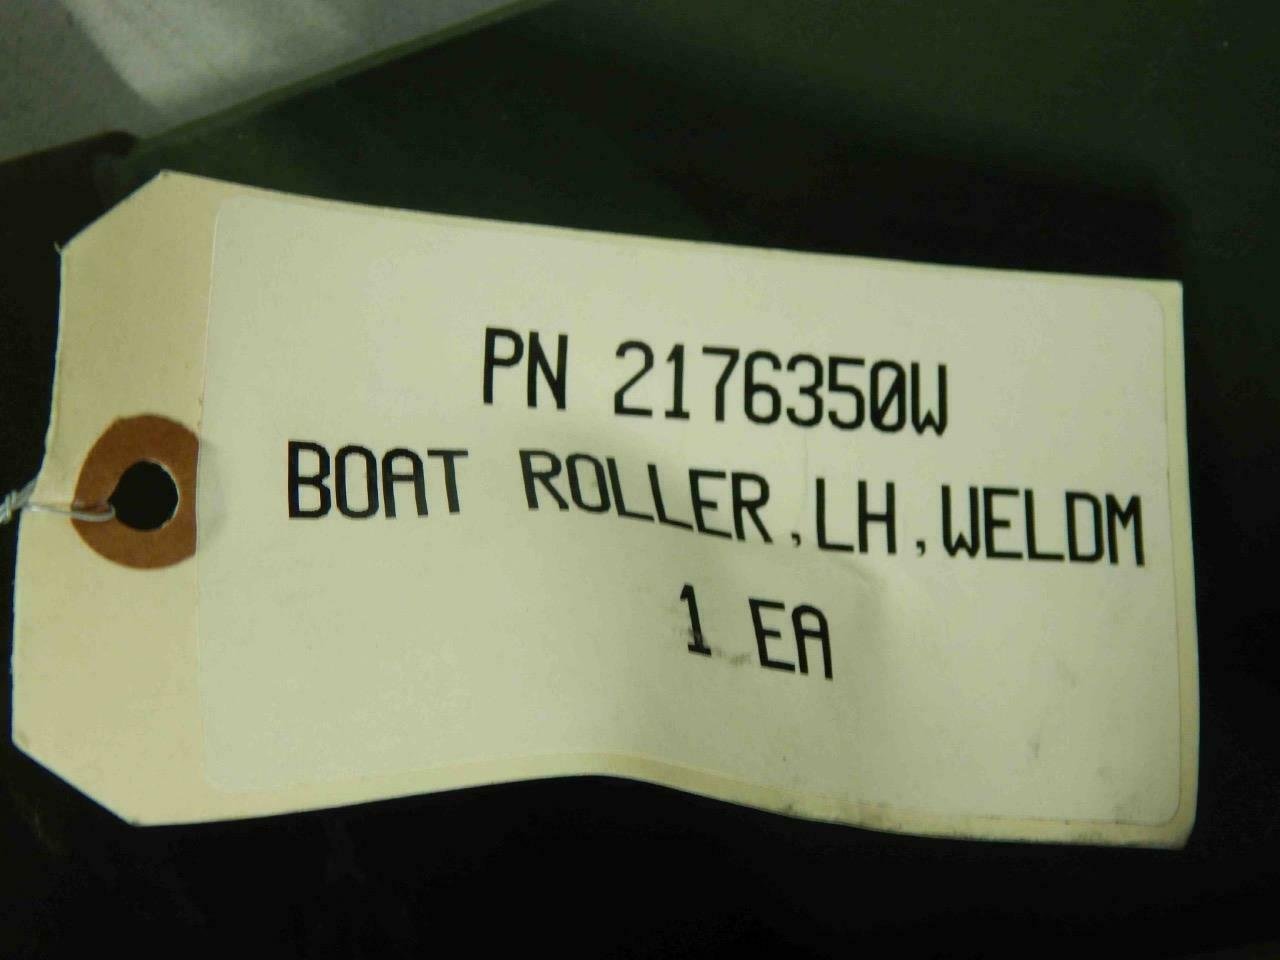 PN 2176350W
BOAT ROLLER,LH,WELDM
1 EA